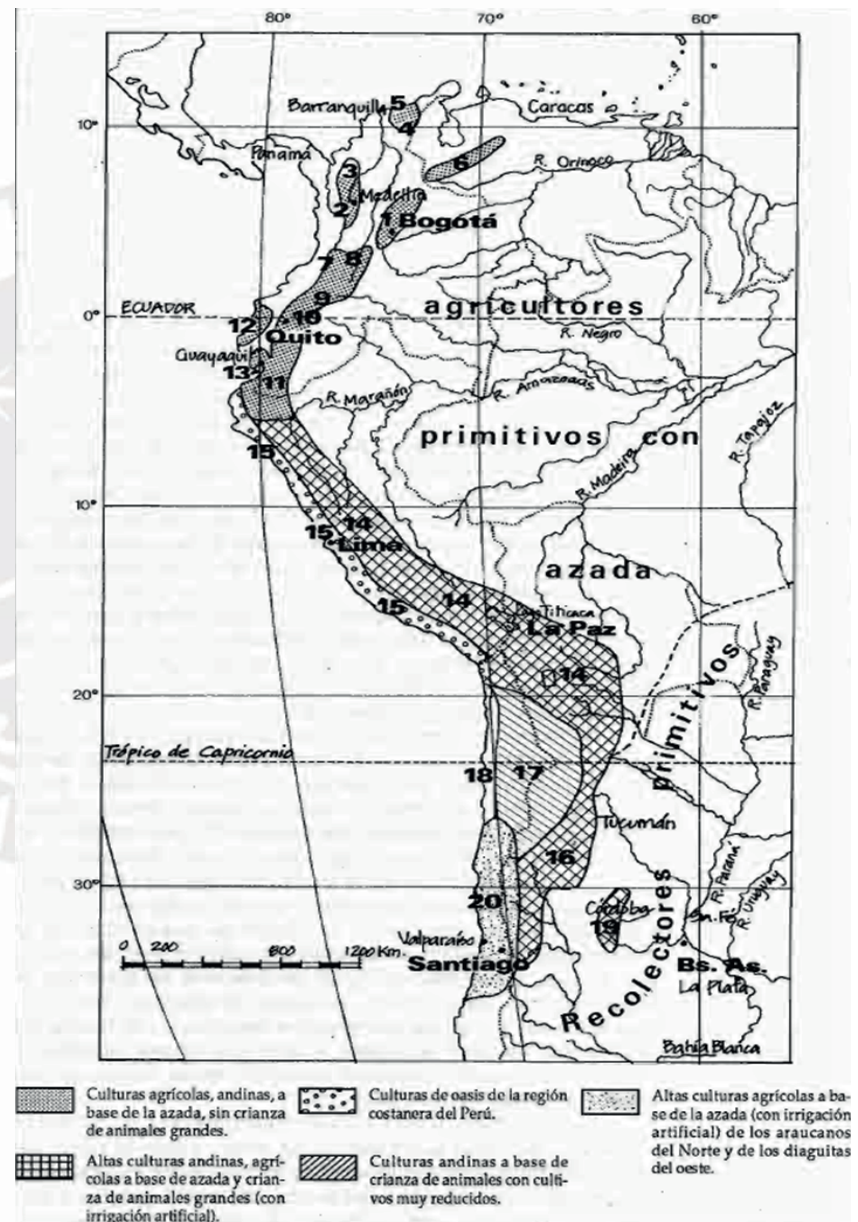 80° 70° 60°
Barranquilla 5 Caracas
10° 4
Panamá 6 R. Orinoco
3
Medellín
2 1 Bogotá
7 8
9 agricultores
ECUADOR
0° 12 10
Quito R. Negro
Guayaquil
13 11 R. Marañón R. Amazonas
primitivos con R. Tapajoz
15 R. Madeira
10°
14
15 Lima
azada
15 14 Lago Titicaca
La Paz
14
20° primitivos R. Paraguay
Trópico de Capricornio
18 17
Tucumán
16 R. Paraná
30° R. Uruguay
20 Córdoba Sn. Fé
19
0 200 800 1200 Km. Valparaíso
Santiago Recolectores Bs. As.
La Plata
Bahía Blanca
Culturas agrícolas, andinas, a
base de la azada, sin crianza
de animales grandes.
Culturas de oasis de la región
costanera del Perú.
Altas culturas agrícolas a ba-
se de la azada (con irrigación
artificial) de los araucanos
del Norte y de los diaguitas
del oeste.
Altas culturas andinas, agrí-
colas a base de azada y crian-
za de animales grandes (con
irrigación artificial).
Culturas andinas a base de
crianza de animales con culti-
vos muy reducidos.